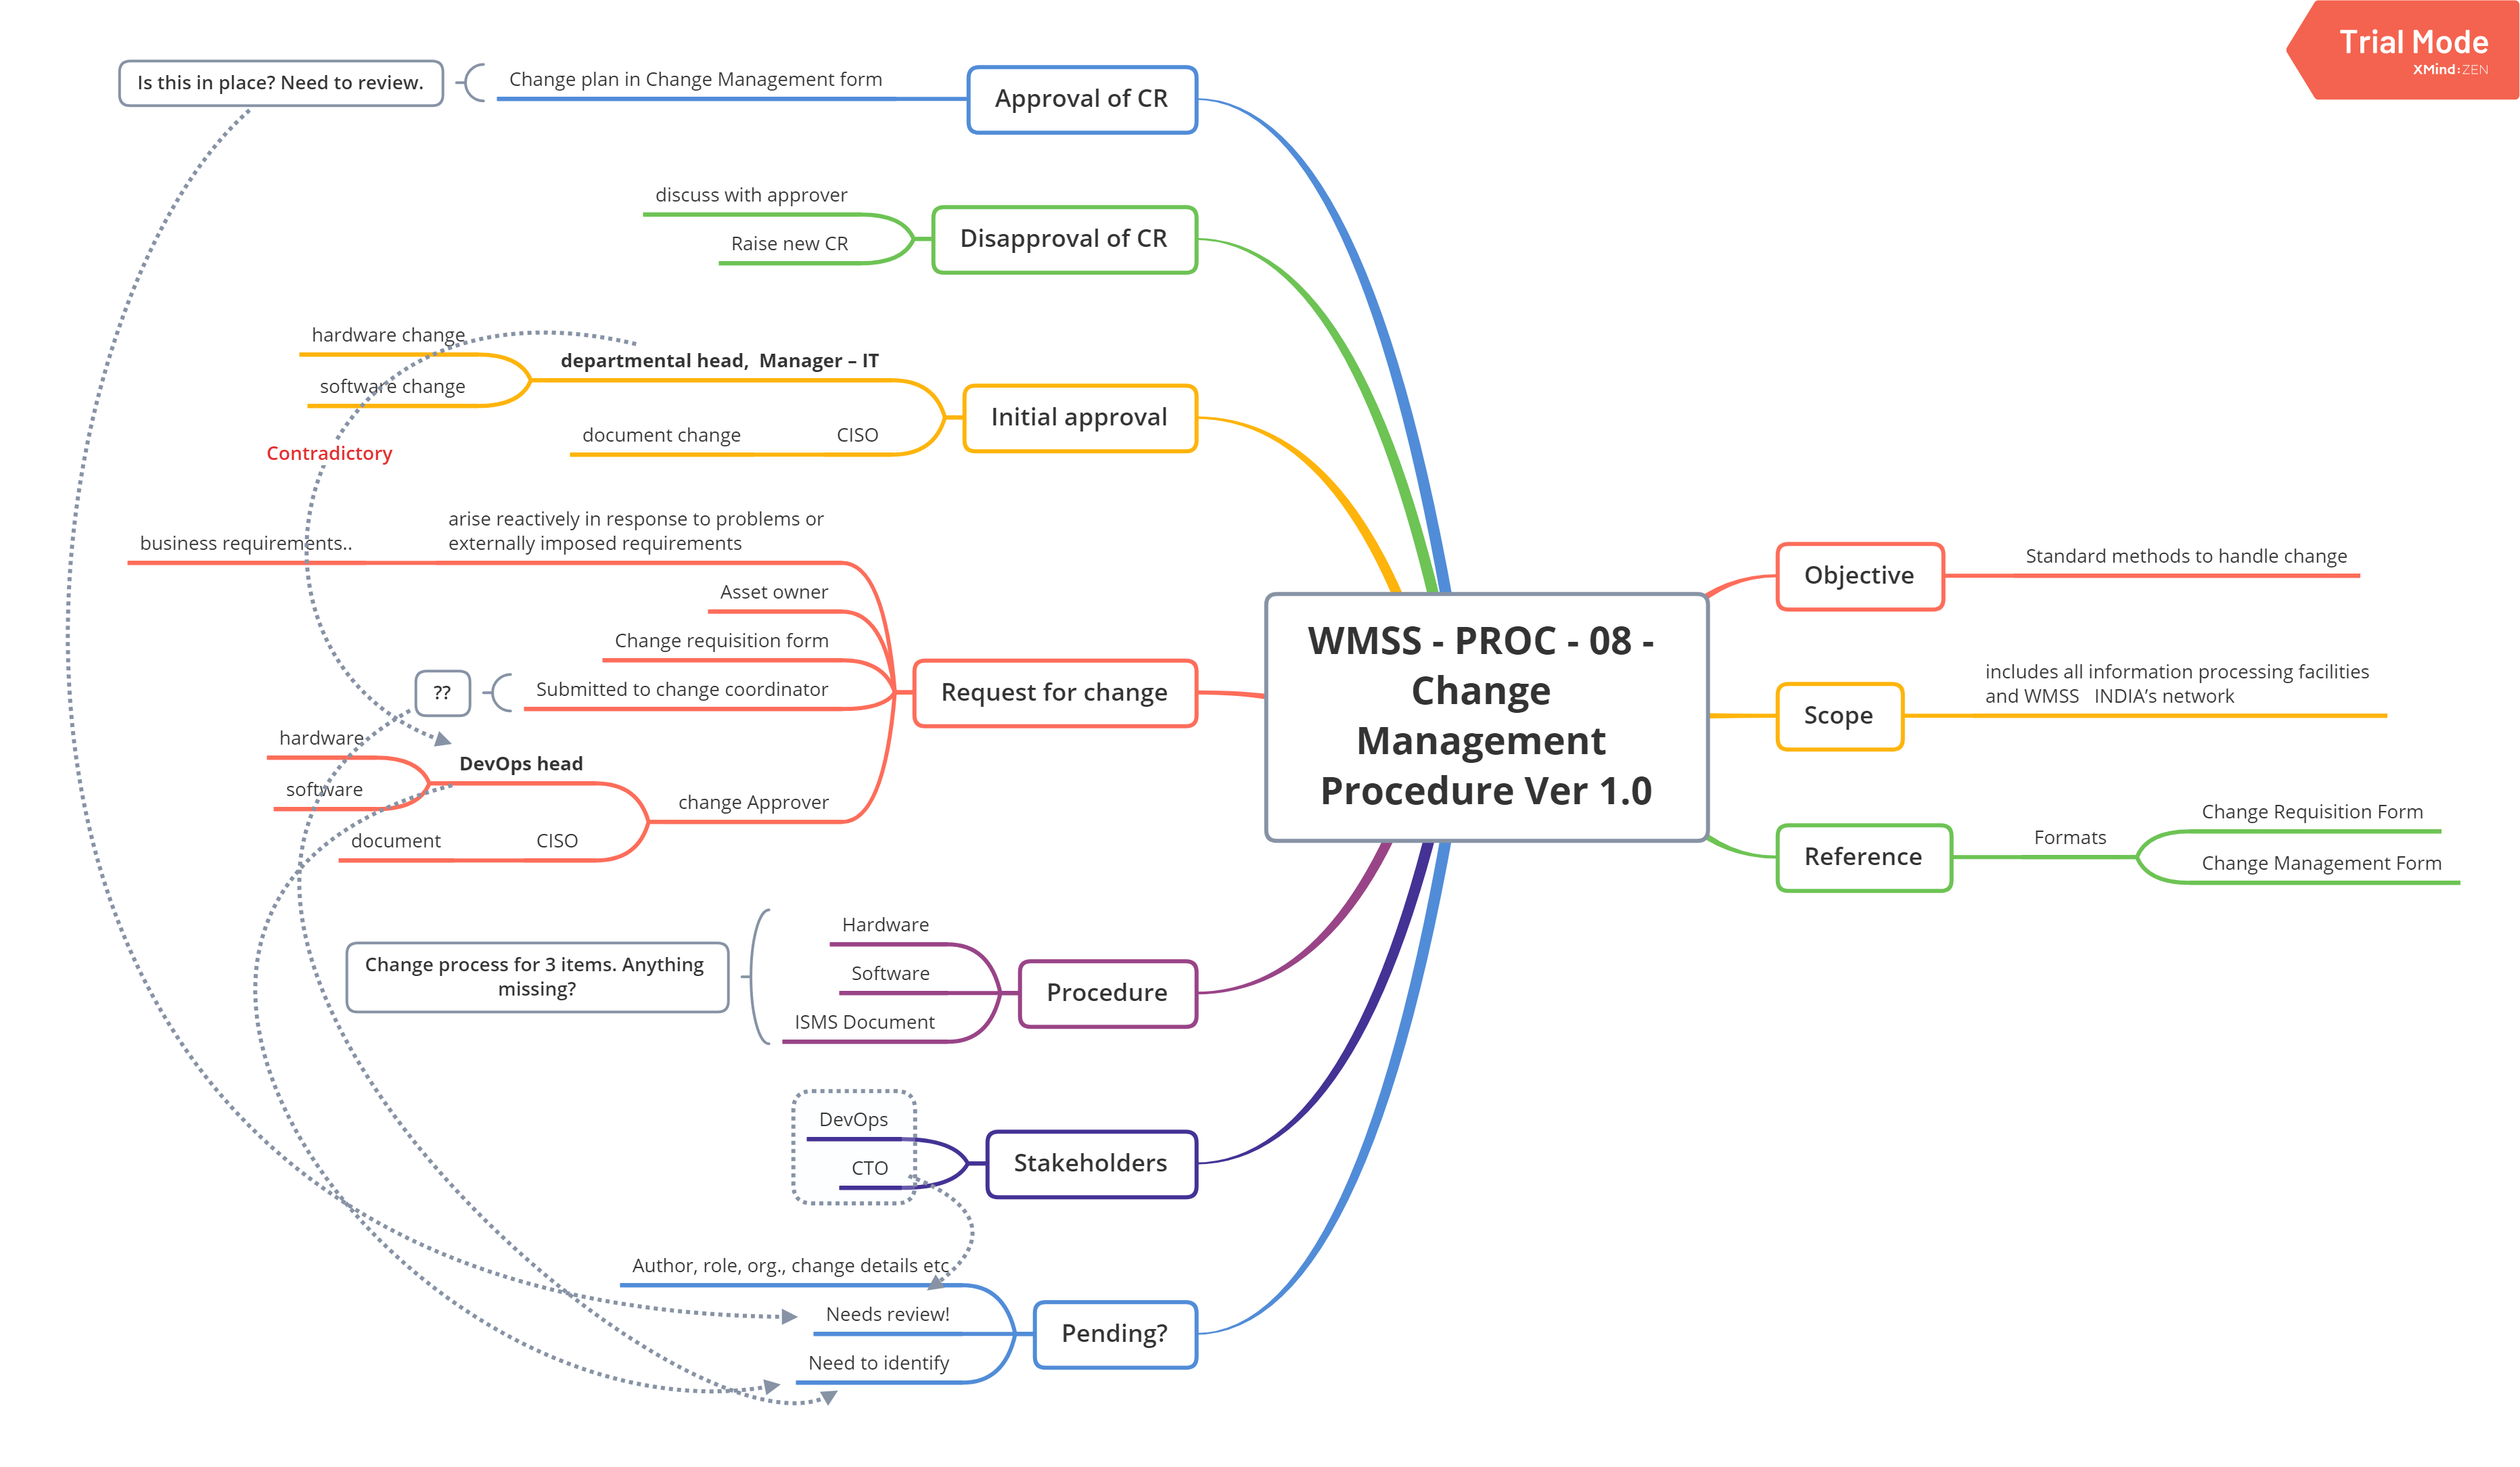 Trial Mode
XMind:ZEN
Is this in place? Need to review.
Change plan in Change Management form
Approval of CR
discuss with approver
Raise new CR
Disapproval of CR
hardware change
software change
departmental head,  Manager – IT
document change
CISO
Initial approval
Contradictory
business requirements..
arise reactively in response to problems or
externally imposed requirements
Asset owner
Change requisition form
??
Submitted to change coordinator
Request for change
hardware
software
DevOps head
document
CISO
change Approver
Change process for 3 items. Anything
missing?
Hardware
Software
ISMS Document
Procedure
DevOps
CTO
Stakeholders
Author, role, org., change details etc
Needs review!
Need to identify
Pending?
WMSS - PROC - 08 -
Change
Management
Procedure Ver 1.0
Objective
Standard methods to handle change
Scope
includes all information processing facilities
and WMSS   INDIA’s network
Reference
Formats
Change Requisition Form
Change Management Form